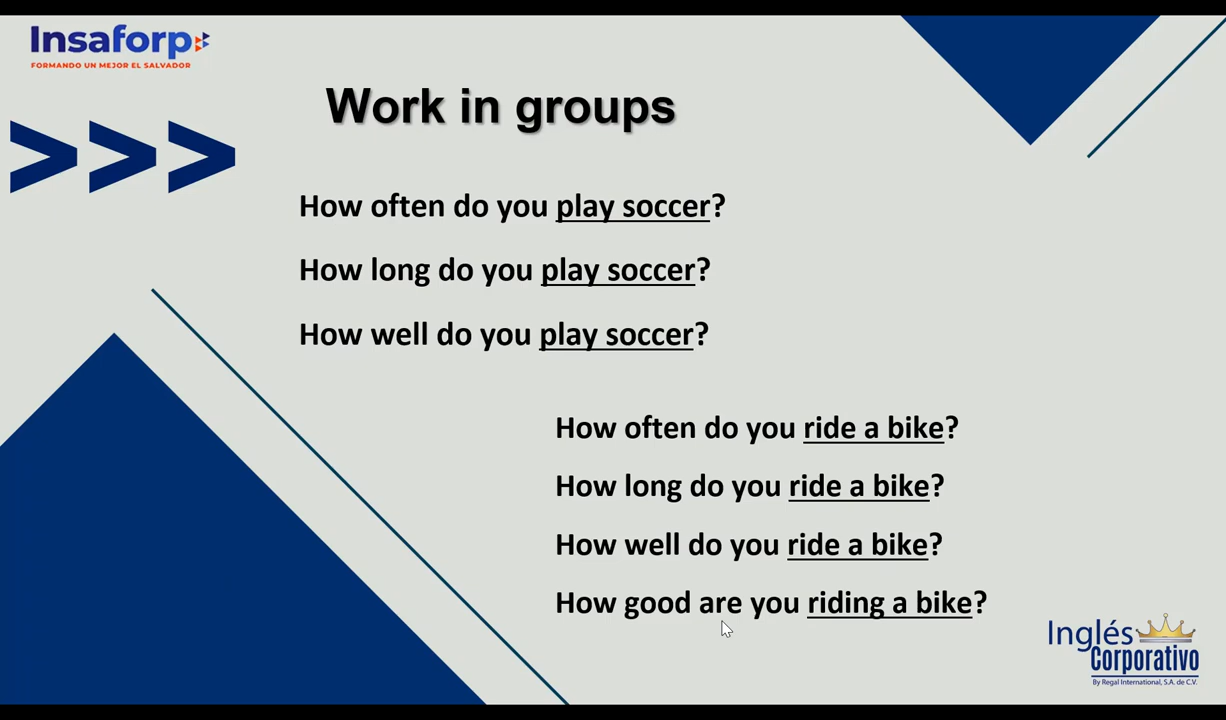 Insaforp
FORMANDO UN MEJOR EL SALVADOR
Work in groups
>>>
How often do you play soccer?
How long do you play soccer?
How well do you play soccer?
How often do you ride a bike?
How long do you ride a bike?
How well do you ride a bike?
How good are you riding a bike?
Inglés
Corporativo
By Regal International, S.A. de C.V.